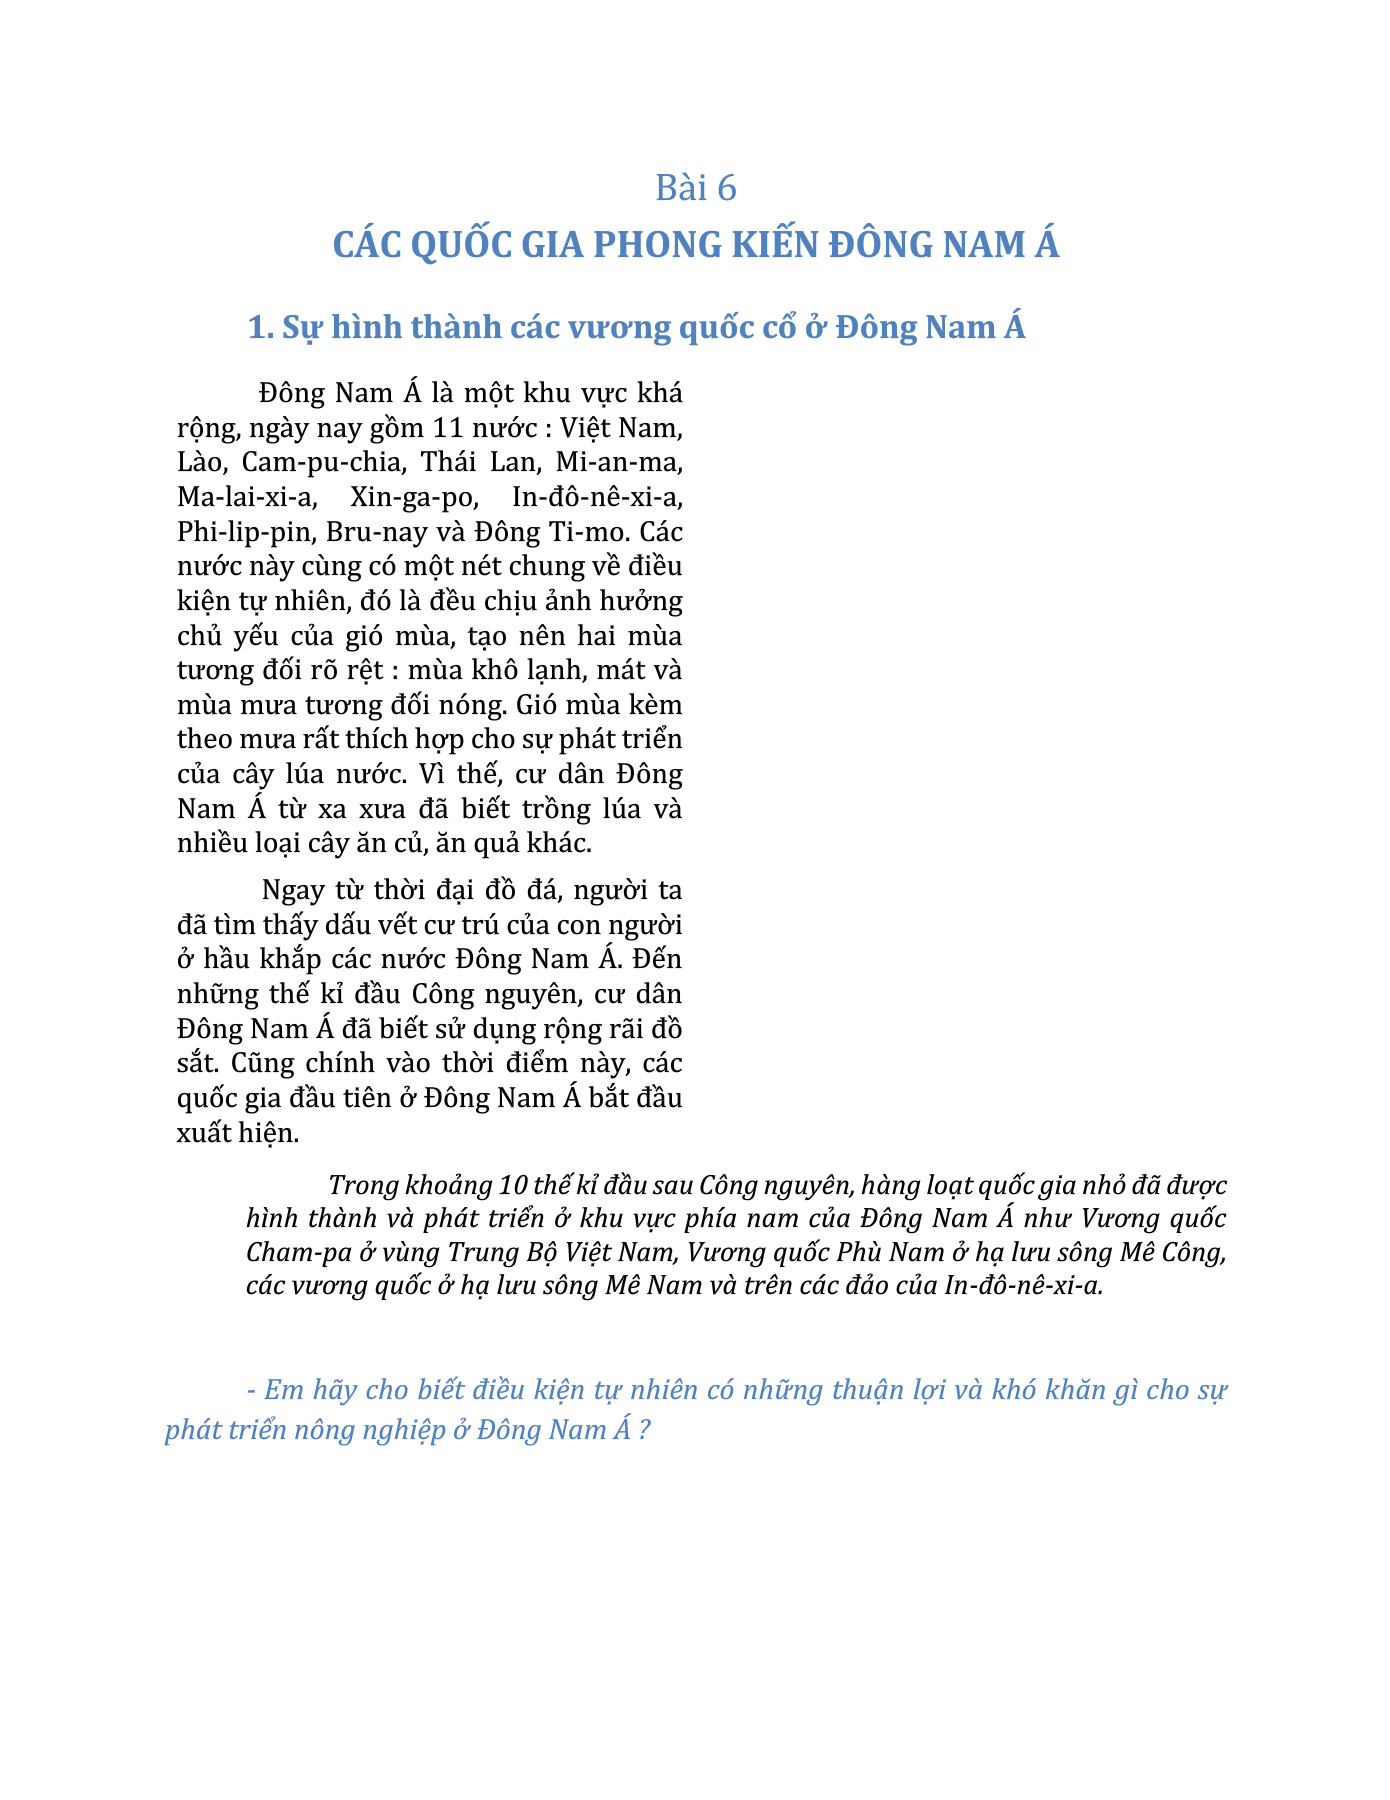 Bài 6
CÁC QUỐC GIA PHONG KIẾN ĐÔNG NAM Á
1. Sự hình thành các vương quốc cổ ở Đông Nam Á
Đông Nam Á là một khu vực khá
rộng, ngày nay gồm 11 nước : Việt Nam,
Lào, Cam-pu-chia, Thái Lan, Mi-an-ma,
Ma-lai-xi-a, Xin-ga-po, In-đô-nê-xi-a,
Phi-lip-pin, Bru-nay và Đông Ti-mo. Các
nước này cùng có một nét chung về điều
kiện tự nhiên, đó là đều chịu ảnh hưởng
chủ yếu của gió mùa, tạo nên hai mùa
tương đối rõ rệt : mùa khô lạnh, mát và
mùa mưa tương đối nóng. Gió mùa kèm
theo mưa rất thích hợp cho sự phát triển
của cây lúa nước. Vì thế, cư dân Đông
Nam Á từ xa xưa đã biết trồng lúa và
nhiều loại cây ăn củ, ăn quả khác.
Ngay từ thời đại đồ đá, người ta
đã tìm thấy dấu vết cư trú của con người
ở hầu khắp các nước Đông Nam Á. Đến
những thế kỉ đầu Công nguyên, cư dân
Đông Nam Á đã biết sử dụng rộng rãi đồ
sắt. Cũng chính vào thời điểm này, các
quốc gia đầu tiên ở Đông Nam Á bắt đầu
xuất hiện.
Trong khoảng 10 thế kỉ đầu sau Công nguyên, hàng loạt quốc gia nhỏ đã được
hình thành và phát triển ở khu vực phía nam của Đông Nam Á như Vương quốc
Cham-pa ở vùng Trung Bộ Việt Nam, Vương quốc Phù Nam ở hạ lưu sông Mê Công,
các vương quốc ở hạ lưu sông Mê Nam và trên các đảo của In-đô-nê-xi-a.
- Em hãy cho biết điều kiện tự nhiên có những thuận lợi và khó khăn gì cho sự
phát triển nông nghiệp ở Đông Nam Á ?